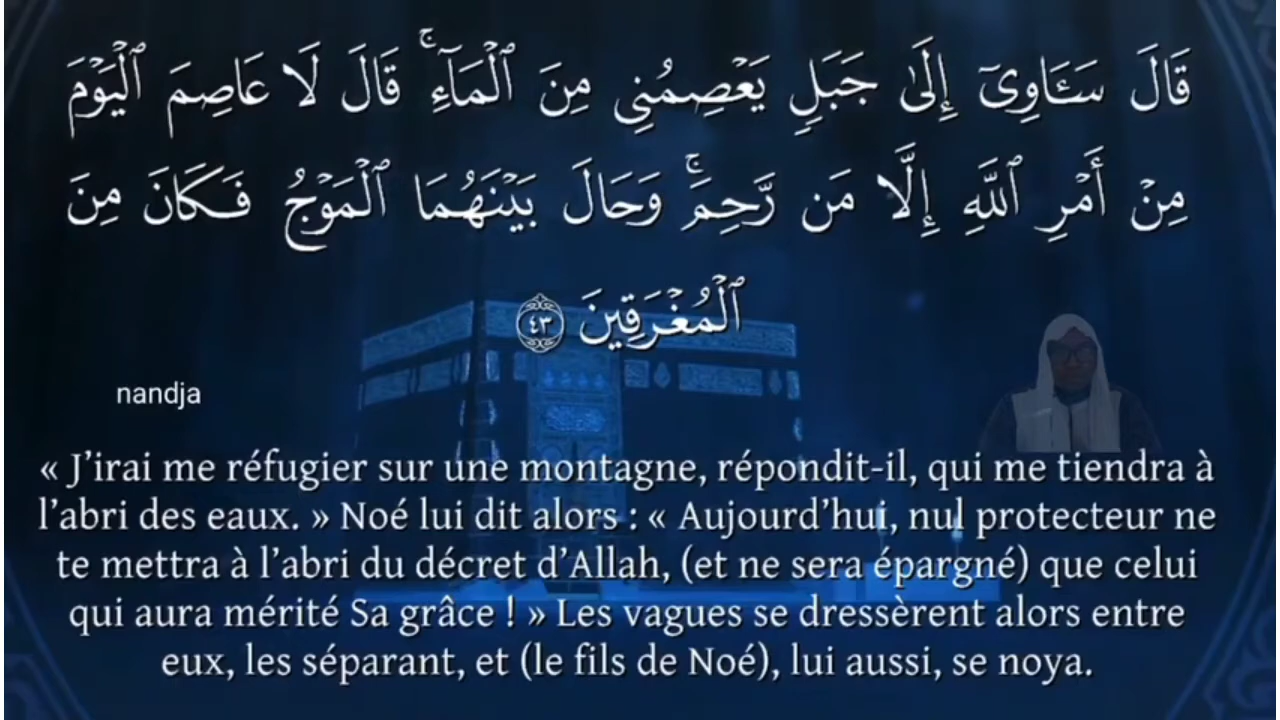 قَالَ سَـَٔاوِىٓ إِلَىٰ جَبَلٍ يَعْصِمُنِى مِنَ ٱلْمَآءِ ۚ قَالَ لَا عَاصِمَ ٱلْيَوْمَ
مِنْ أَمْرِ ٱللَّهِ إِلَّا مَن رَّحِمَ ۚ وَحَالَ بَيْنَهُمَا ٱلْمَوْجُ فَكَانَ مِنَ
ٱلْمُغْرَقِينَ ٤٣
nandja
« J’irai me réfugier sur une montagne, répondit-il, qui me tiendra à
l’abri des eaux. » Noé lui dit alors : « Aujourd’hui, nul protecteur ne
te mettra à l’abri du décret d’Allah, (et ne sera épargné) que celui
qui aura mérité Sa grâce ! » Les vagues se dressèrent alors entre
eux, les séparant, et (le fils de Noé), lui aussi, se noya.